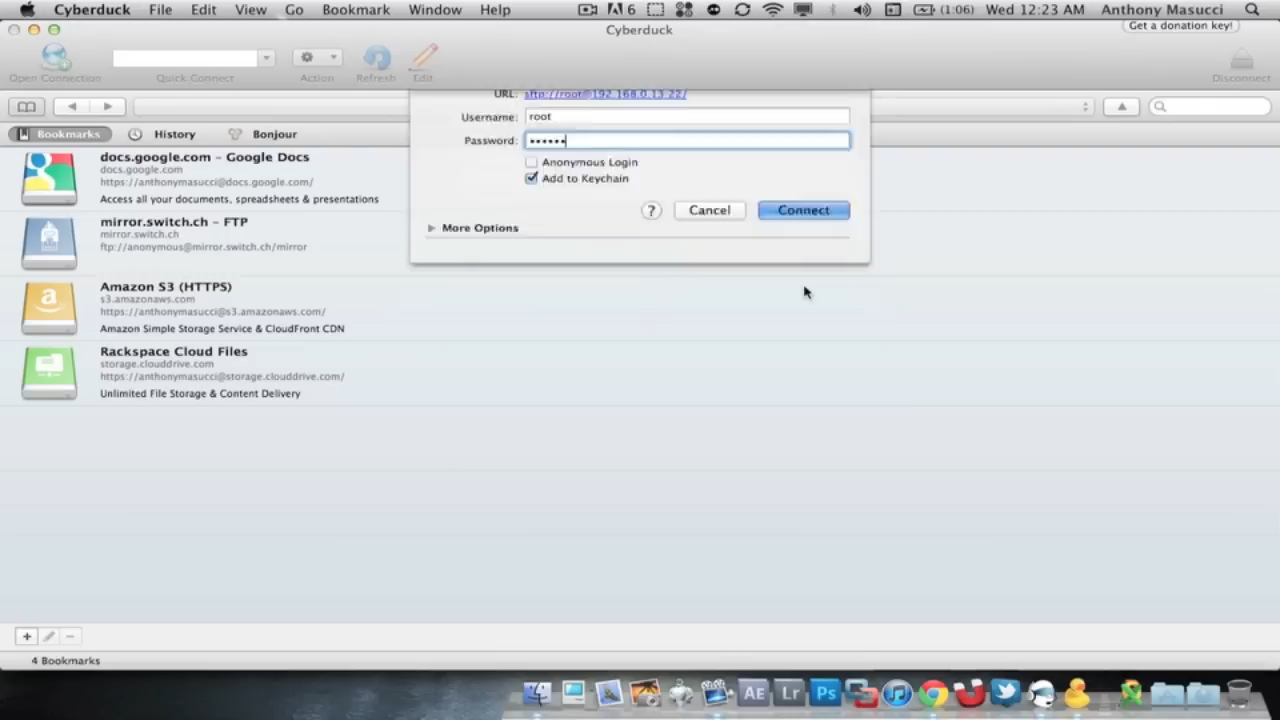 Cyberduck File Edit View Go Bookmark Window Help 6 (1:06) Wed 12:23 AM Anthony Masucci
Cyberduck
Get a donation key!
Open Connection Quick Connect Action Refresh Edit Disconnect
Bookmarks History Bonjour
URL: sftp://root@192.168.0.13:22/
Username: root
Password: ••••••
Anonymous Login
Add to Keychain
? Cancel Connect
More Options
docs.google.com – Google Docs
docs.google.com
https://anthonymasucci@docs.google.com/
Access all your documents, spreadsheets & presentations
mirror.switch.ch – FTP
mirror.switch.ch
ftp://anonymous@mirror.switch.ch/mirror
Amazon S3 (HTTPS)
s3.amazonaws.com
https://anthonymasucci@s3.amazonaws.com/
Amazon Simple Storage Service & CloudFront CDN
Rackspace Cloud Files
storage.clouddrive.com
https://anthonymasucci@storage.clouddrive.com/
Unlimited File Storage & Content Delivery
4 Bookmarks
AE Lr Ps